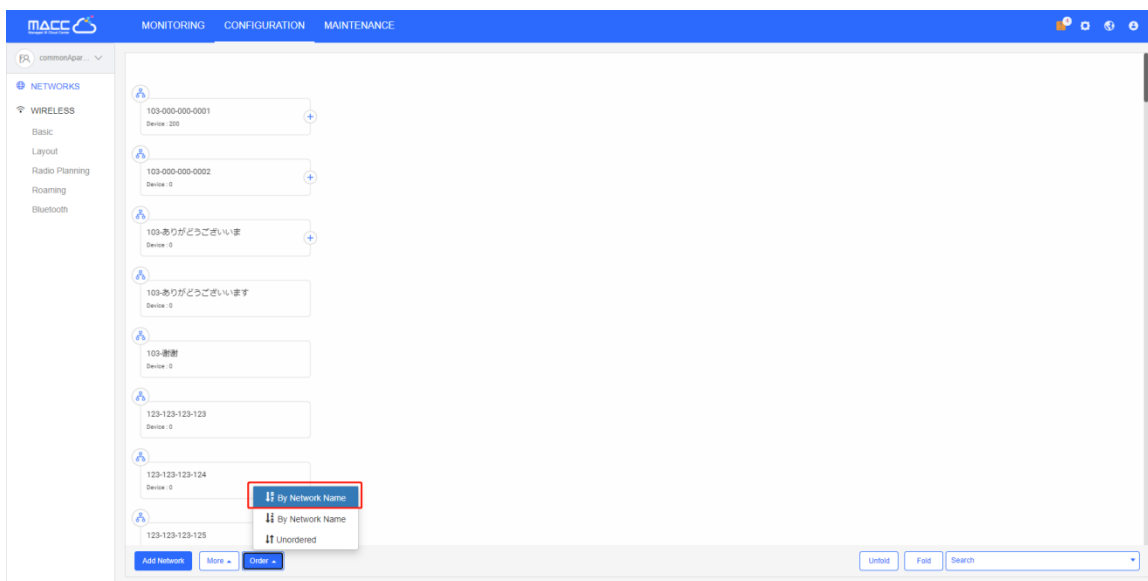 MACC
MONITORING CONFIGURATION MAINTENANCE
4
commonApar...
NETWORKS
WIRELESS
Basic
Layout
Radio Planning
Roaming
Bluetooth
103-000-000-0001
Device : 200
103-000-000-0002
Device : 0
103-ありがどうございいま
Device : 0
103-ありがどうございいます
Device : 0
103-谢谢
Device : 0
123-123-123-123
Device : 0
123-123-123-124
Device : 0
123-123-123-125
By Network Name
By Network Name
Unordered
Add Network More Order Unfold Fold Search